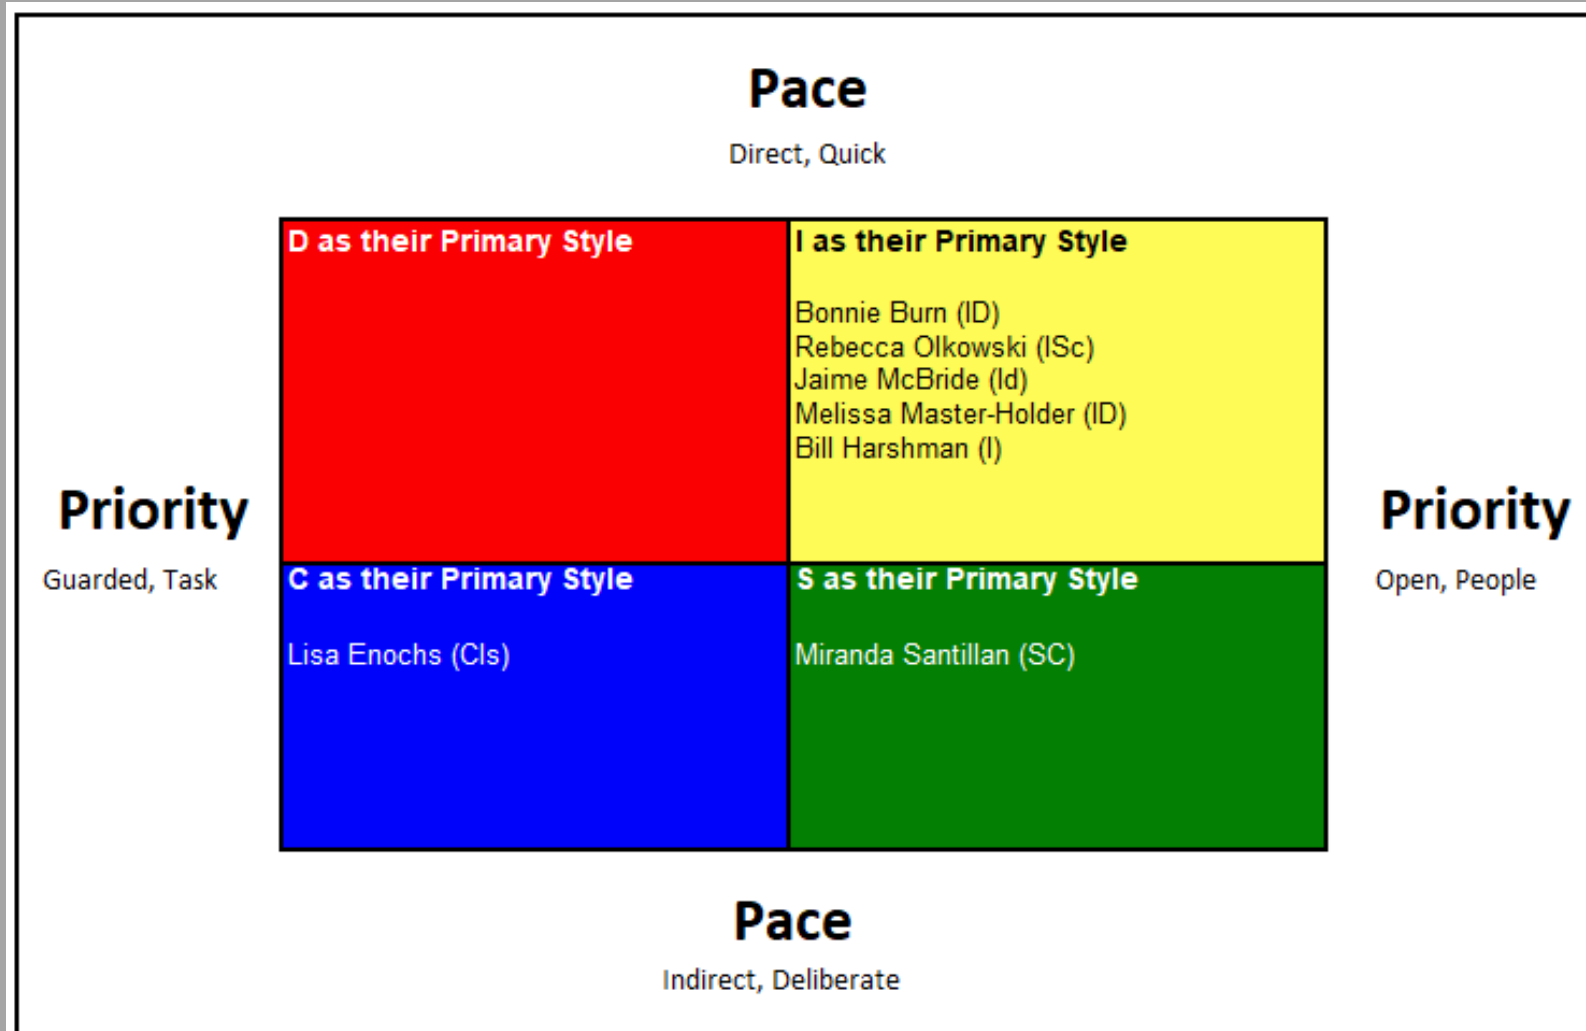 Pace
Direct, Quick
D as their Primary Style
I as their Primary Style
Bonnie Burn (ID)
Rebecca Olkowski (ISc)
Jaime McBride (Id)
Melissa Master-Holder (ID)
Bill Harshman (I)
Priority
Guarded, Task
Priority
Open, People
C as their Primary Style
Lisa Enochs (CIs)
S as their Primary Style
Miranda Santillan (SC)
Pace
Indirect, Deliberate